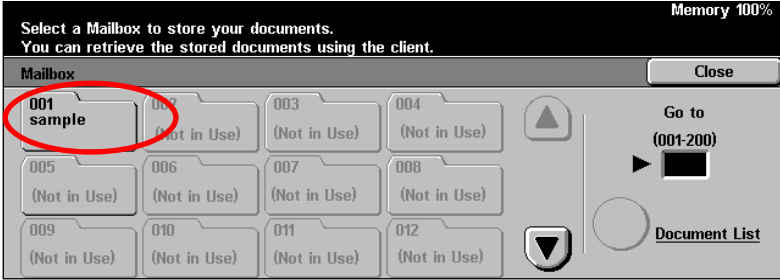 Memory 100%
Select a Mailbox to store your documents.
You can retrieve the stored documents using the client.
Mailbox
Close
001
sample
002
(Not in Use)
003
(Not in Use)
004
(Not in Use)
005
(Not in Use)
006
(Not in Use)
007
(Not in Use)
008
(Not in Use)
009
(Not in Use)
010
(Not in Use)
011
(Not in Use)
012
(Not in Use)
Go to
(001-200)
Document List